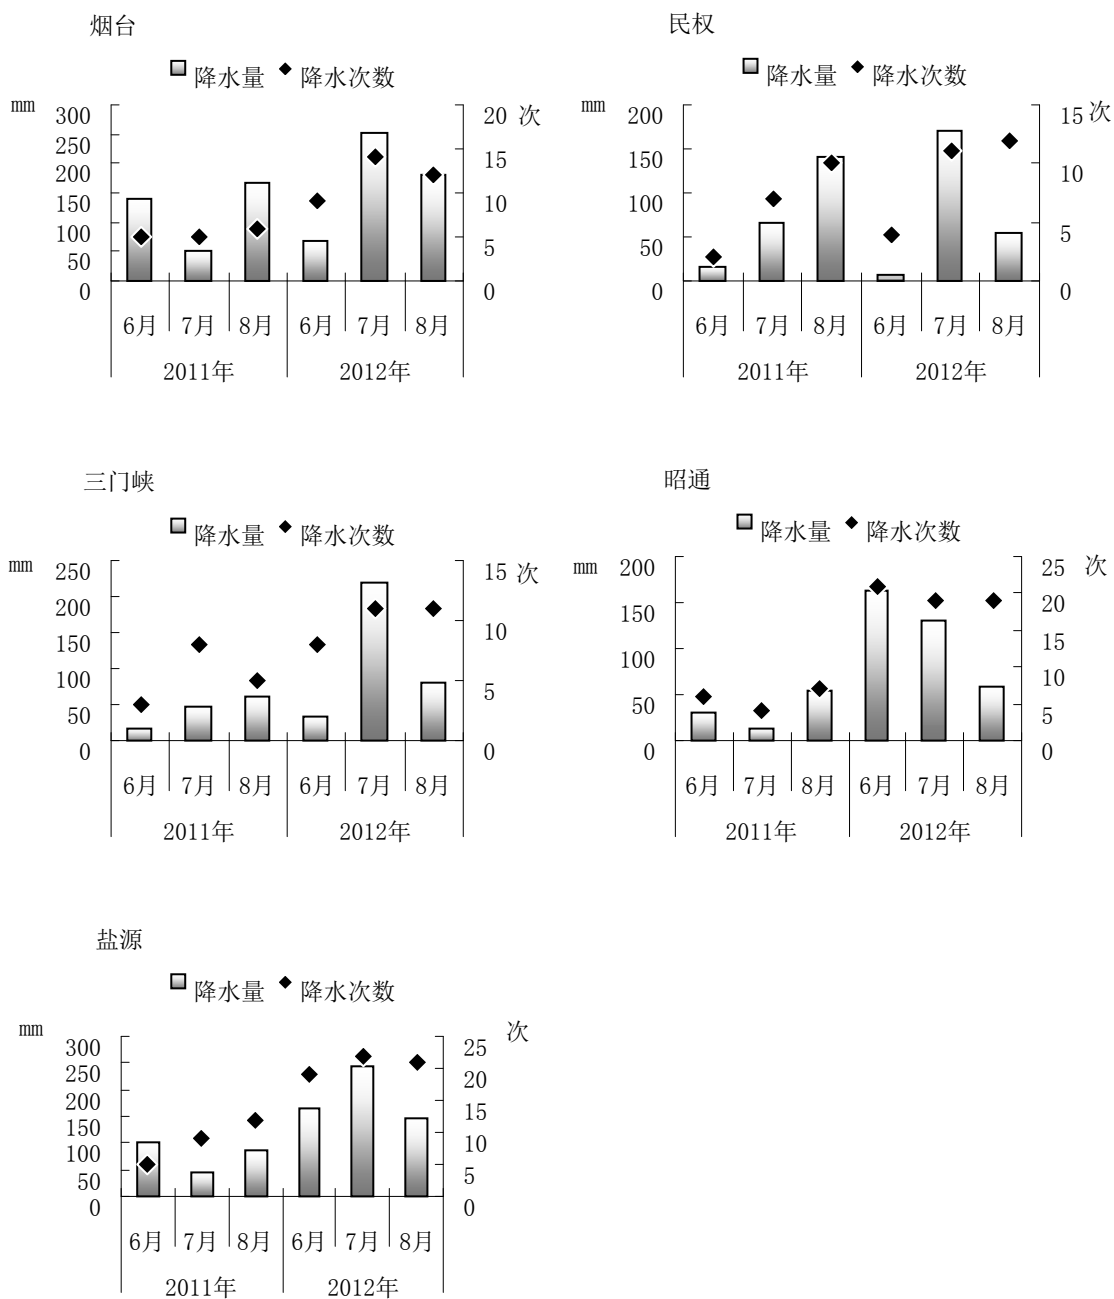 烟台
降水量 降水次数
mm 300 20 次
250
200 15
150 10
100 5
50
0 0
6月 7月 8月 6月 7月 8月
2011年 2012年
民权
降水量 降水次数
mm 200 15 次
150 10
100
50 5
0 0
6月 7月 8月 6月 7月 8月
2011年 2012年
三门峡
降水量 降水次数
mm 250 15 次
200
150 10
100
50 5
0 0
6月 7月 8月 6月 7月 8月
2011年 2012年
昭通
降水量 降水次数
mm 200 25 次
150 20
15
100 10
50 5
0 0
6月 7月 8月 6月 7月 8月
2011年 2012年
盐源
降水量 降水次数
mm 300 25 次
250 20
200
150 15
100 10
50 5
0 0
6月 7月 8月 6月 7月 8月
2011年 2012年